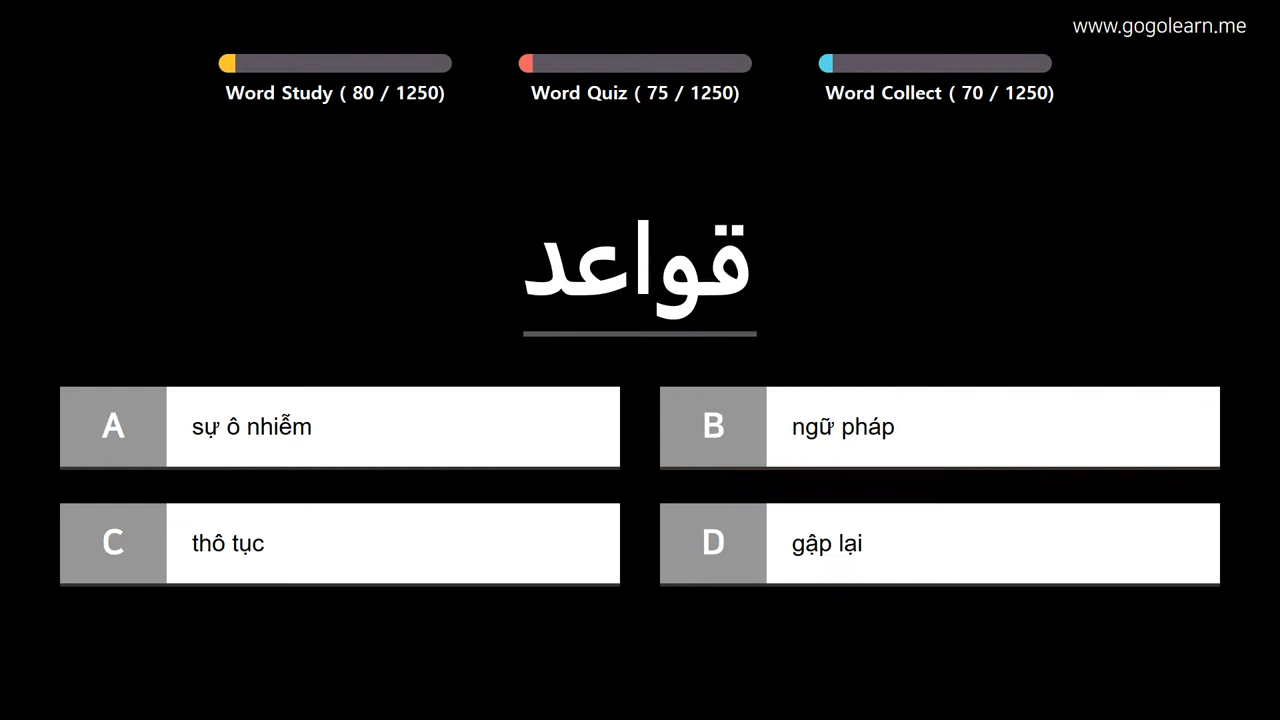 www.gogolearn.me
Word Study ( 80 / 1250)
Word Quiz ( 75 / 1250)
Word Collect ( 70 / 1250)
قواعد
A sự ô nhiễm
B ngữ pháp
C thô tục
D gập lại